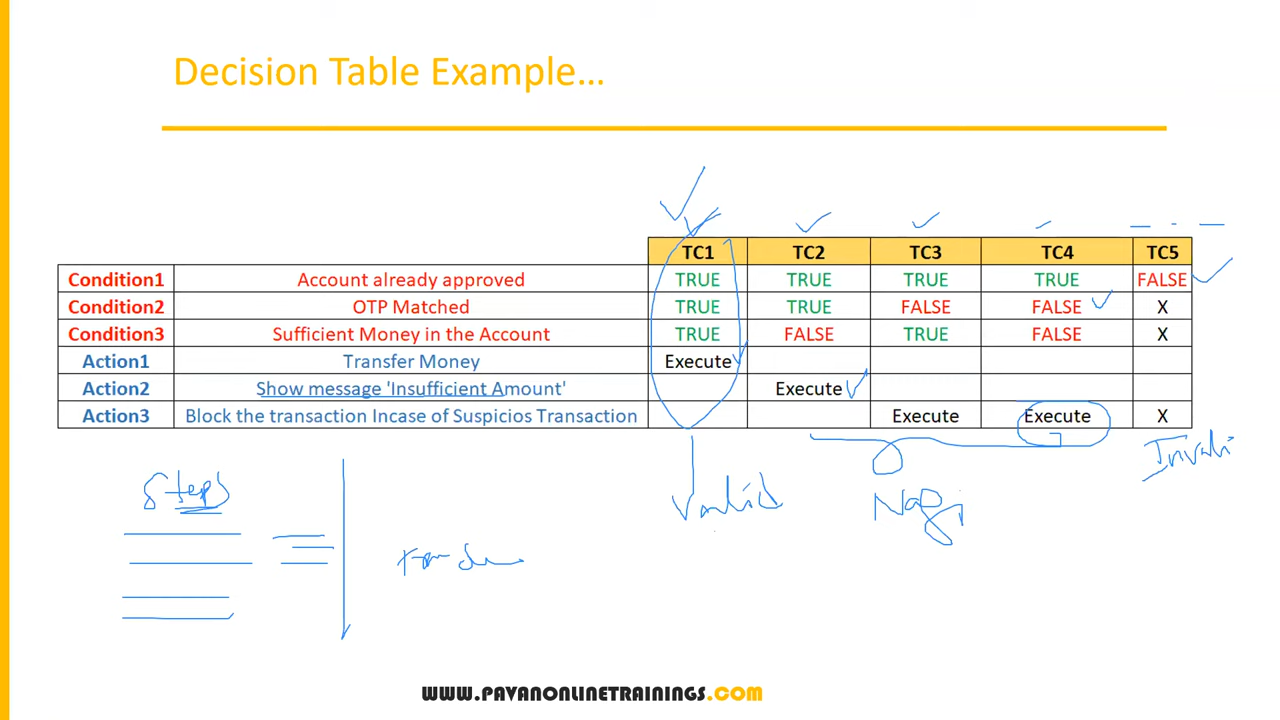 Decision Table Example...
TC1 TC2 TC3 TC4 TC5
Condition1 Account already approved TRUE TRUE TRUE TRUE FALSE
Condition2 OTP Matched TRUE TRUE FALSE FALSE X
Condition3 Sufficient Money in the Account TRUE FALSE TRUE FALSE X
Action1 Transfer Money Execute
Action2 Show message 'Insufficient Amount' Execute
Action3 Block the transaction Incase of Suspicios Transaction Execute Execute X
Steps Valid
WWW.PAVANONLINETRAININGS.COM